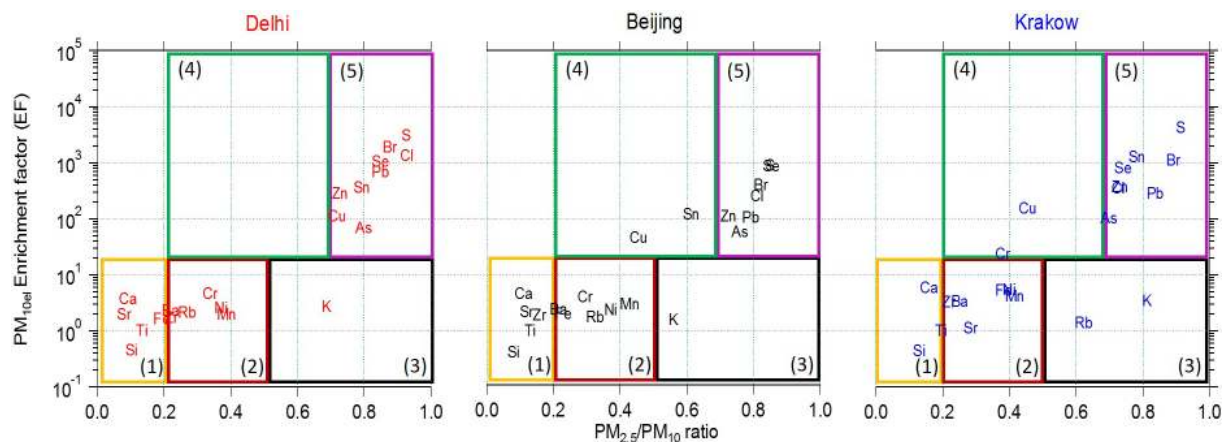 Delhi
Beijing
Krakow
PM10el Enrichment factor (EF)
10^5
10^4
10^3
10^2
10^1
10^0
10^-1
(4)
(5)
S
Br
Cl
Se
Pb
Sn
Zn
Cu
As
Ca
Sr
Ti
Si
(1)
Cr
Ni
Rb
Mn
(2)
K
(3)
0.0 0.2 0.4 0.6 0.8 1.0
(4)
(5)
Se
Br
Cl
Sn
Zn
Pb
As
Cu
Ca
Sr
Zr
Ti
Si
(1)
Cr
Mn
Ni
Rb
(2)
K
(3)
0.0 0.2 0.4 0.6 0.8 1.0
(4)
(5)
S
Sn
Br
Se
Zn
Pb
Cu
As
Cr
Ca
Zr
Ba
Ni
Mn
Sr
Ti
Si
(1)
(2)
K
Rb
(3)
0.0 0.2 0.4 0.6 0.8 1.0
PM2.5/PM10 ratio